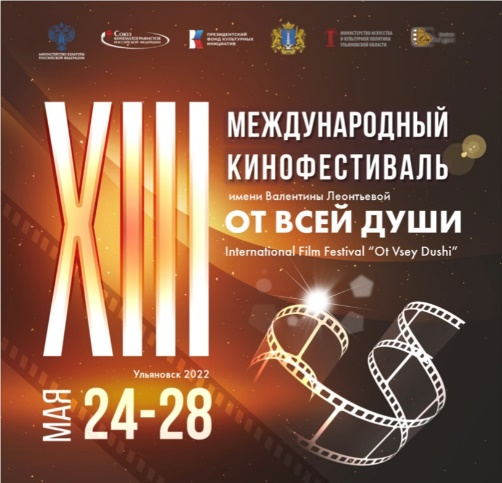 МИНИСТЕРСТВО КУЛЬТУРЫ
РОССИЙСКОЙ ФЕДЕРАЦИИ
СОЮЗ
КИНЕМАТОГРАФИСТОВ
РОССИЙСКОЙ ФЕДЕРАЦИИ
ПРЕЗИДЕНТСКИЙ
ФОНД КУЛЬТУРНЫХ
ИНИЦИАТИВ
МИНИСТЕРСТВО ИСКУССТВА
И КУЛЬТУРНОЙ ПОЛИТИКИ
УЛЬЯНОВСКОЙ ОБЛАСТИ
XIII
МЕЖДУНАРОДНЫЙ
КИНОФЕСТИВАЛЬ
имени Валентины Леонтьевой
ОТ ВСЕЙ ДУШИ
International Film Festival “Ot Vsey Dushi”
Ульяновск 2022
МАЯ
24-28